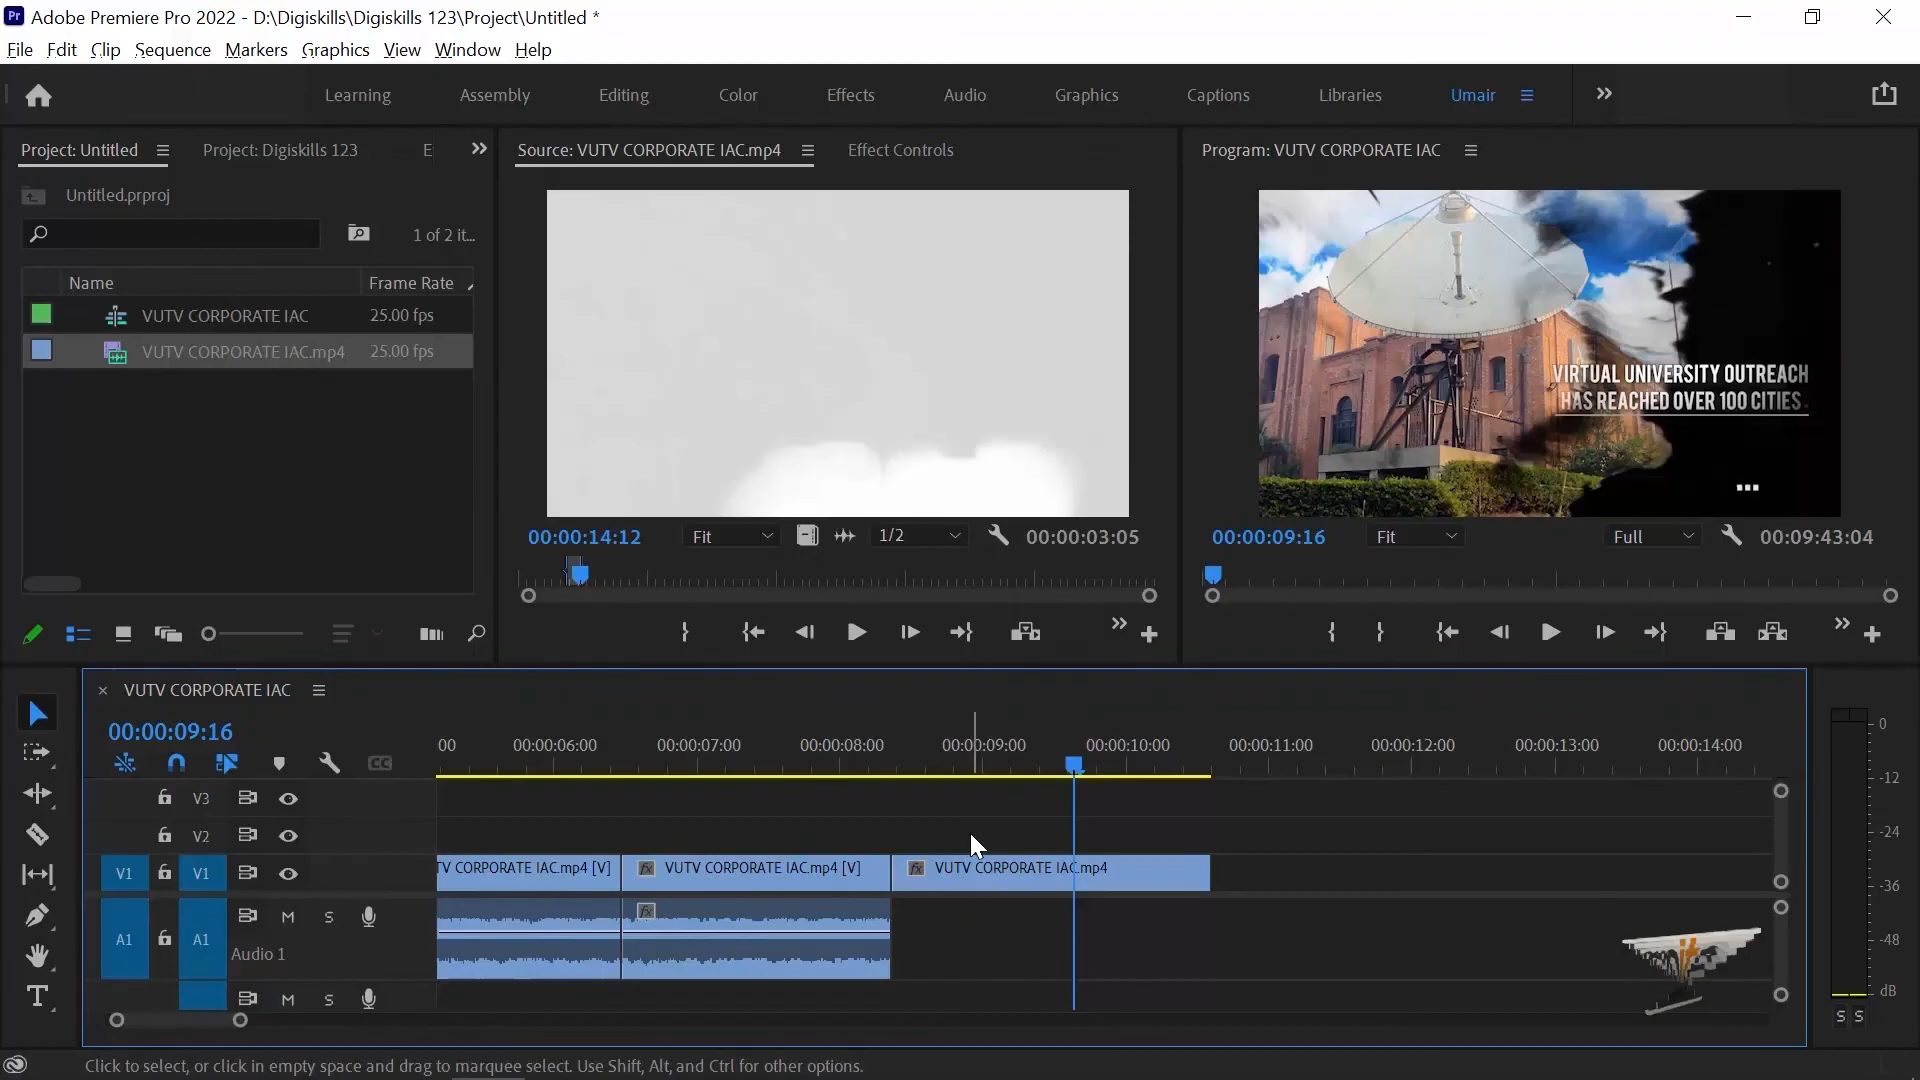 Pr Adobe Premiere Pro 2022 - D:\Digiskills\Digiskills 123\Project\Untitled *
File Edit Clip Sequence Markers Graphics View Window Help
Learning Assembly Editing Color Effects Audio Graphics Captions Libraries Umair
Project: Untitled Project: Digiskills 123 E
Source: VUTV CORPORATE IAC.mp4 Effect Controls
Program: VUTV CORPORATE IAC
Untitled.prproj
1 of 2 it...
Name Frame Rate
VUTV CORPORATE IAC 25.00 fps
VUTV CORPORATE IAC.mp4 25.00 fps
VIRTUAL UNIVERSITY OUTREACH
HAS REACHED OVER 100 CITIES
00:00:14:12 Fit 1/2 00:00:03:05
00:00:09:16 Fit Full 00:09:43:04
VUTV CORPORATE IAC
00:00:09:16
00 00:00:06:00 00:00:07:00 00:00:08:00 00:00:09:00 00:00:10:00 00:00:11:00 00:00:12:00 00:00:13:00 00:00:14:00
CC
V3
V2
V1 V1 TV CORPORATE IAC.mp4 [V] fx VUTV CORPORATE IAC.mp4 [V] fx VUTV CORPORATE IAC.mp4
A1 A1 M S fx
Audio 1
M S
0
-12
-24
-36
-48
dB
S S
Click to select, or click in empty space and drag to marquee select. Use Shift, Alt, and Ctrl for other options.